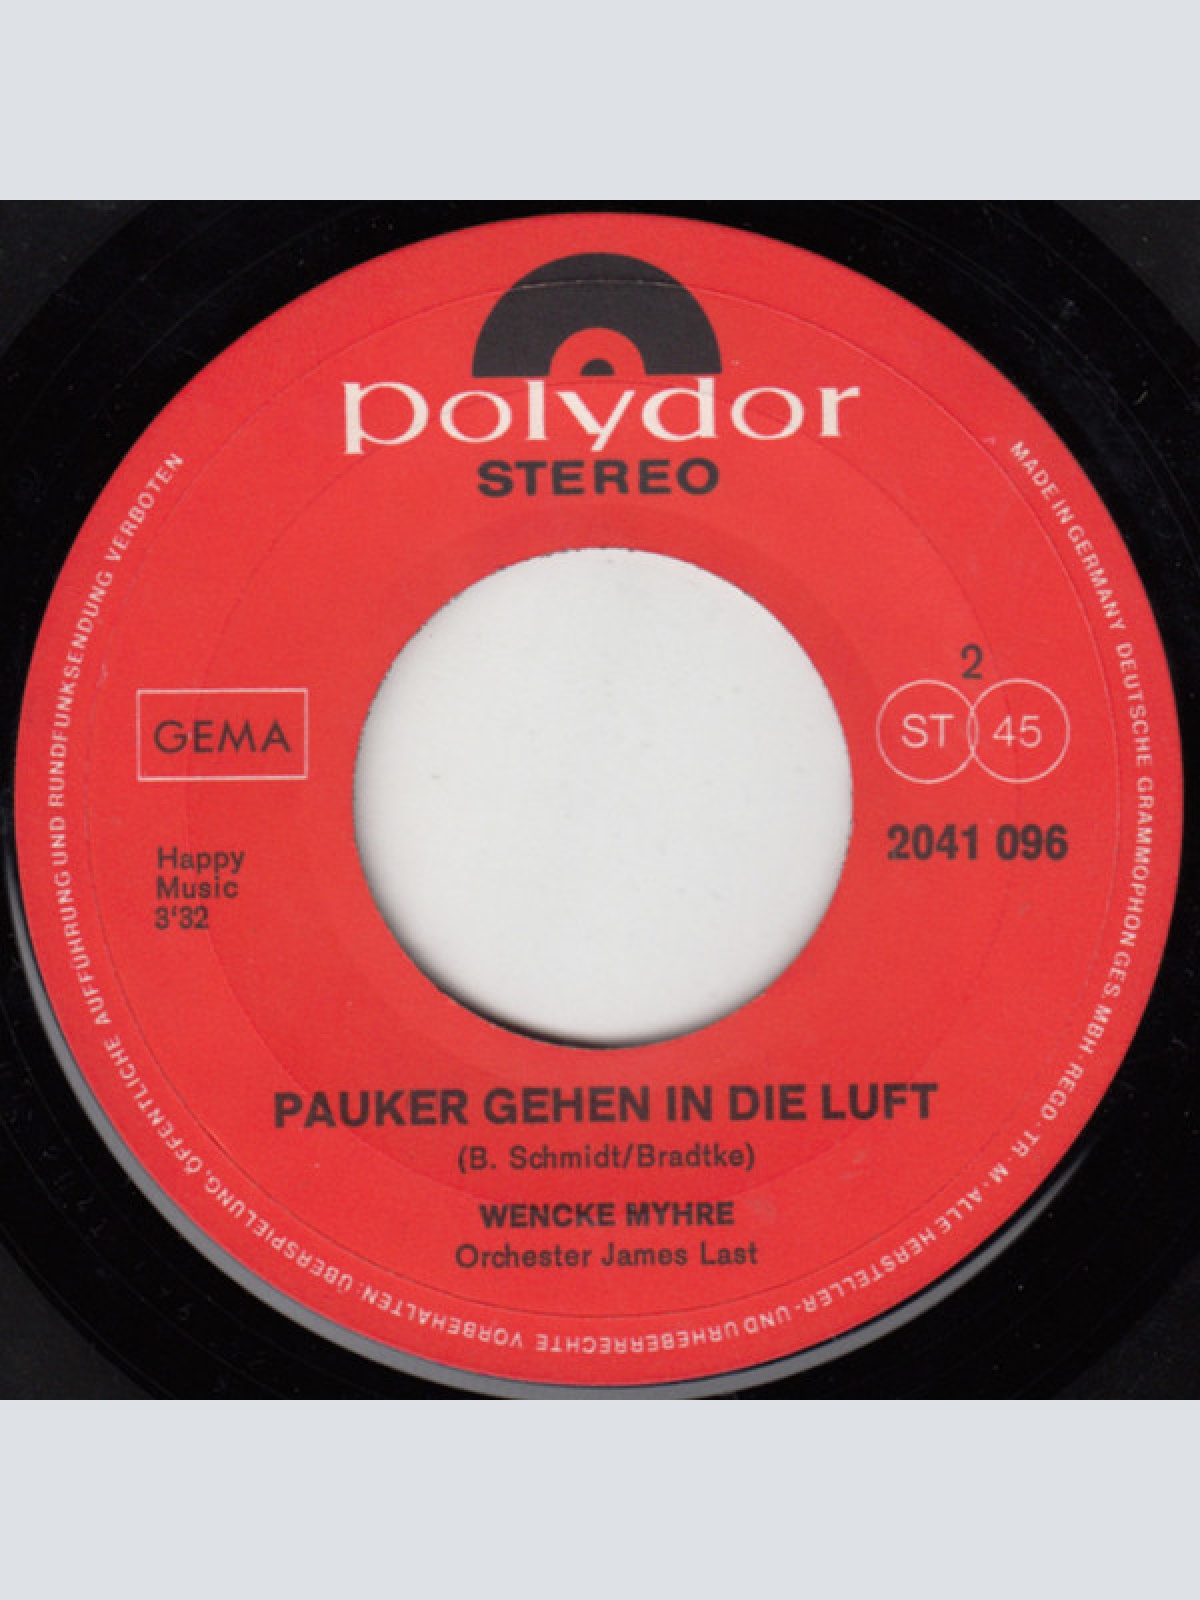 polydor
STEREO
GEMA
2
ST 45
2041 096
Happy
Music
3'32
PAUKER GEHEN IN DIE LUFT
(B. Schmidt/Bradtke)
WENCKE MYHRE
Orchester James Last
MADE IN GERMANY DEUTSCHE GRAMMOPHON GES. MBH · REGD · TR · M · ALLE HERSTELLER- UND URHEBERRECHTE VORBEHALTEN · ÜBERSPIELUNG, ÖFFENTLICHE AUFFÜHRUNG UND RUNDFUNKSENDUNG VERBOTEN